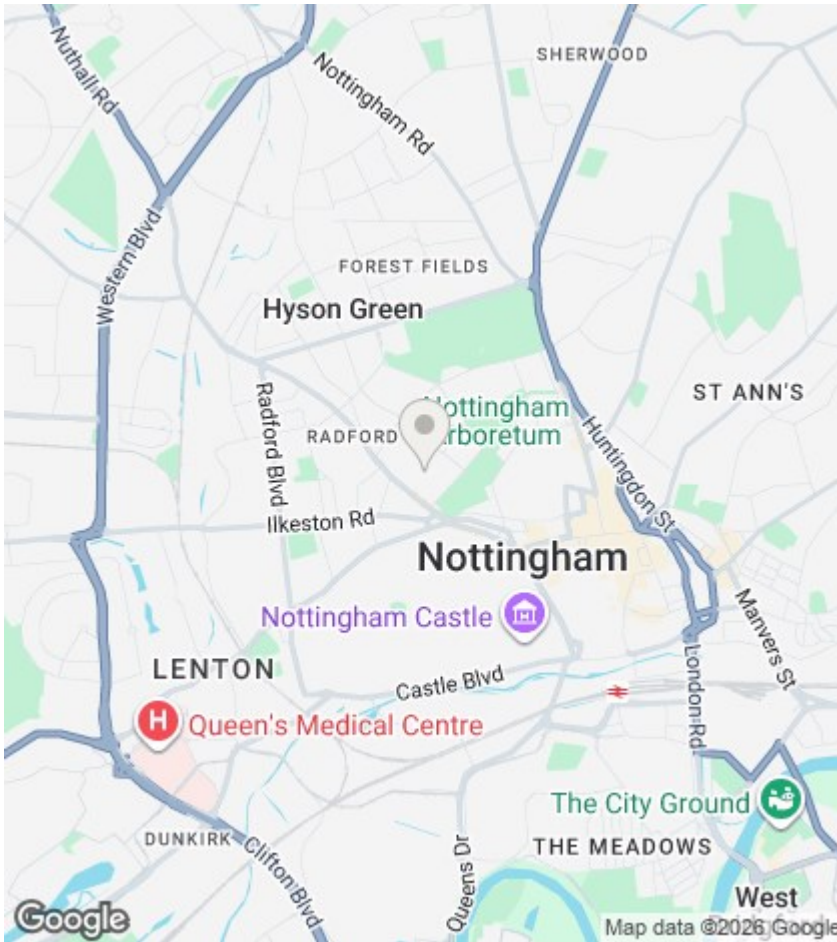 Nuthall Rd
Nottingham Rd
SHERWOOD
Western Blvd
FOREST FIELDS
Hyson Green
ST ANN'S
Nottingham
Arboretum
RADFORD
Radford Blvd
Huntingdon St
Ilkeston Rd
Nottingham
Nottingham Castle
Manvers St
LENTON
Castle Blvd
London Rd
H
Queen's Medical Centre
The City Ground
DUNKIRK
Clifton Blvd
Queens Dr
THE MEADOWS
West
Google
Map data ©2026 Google